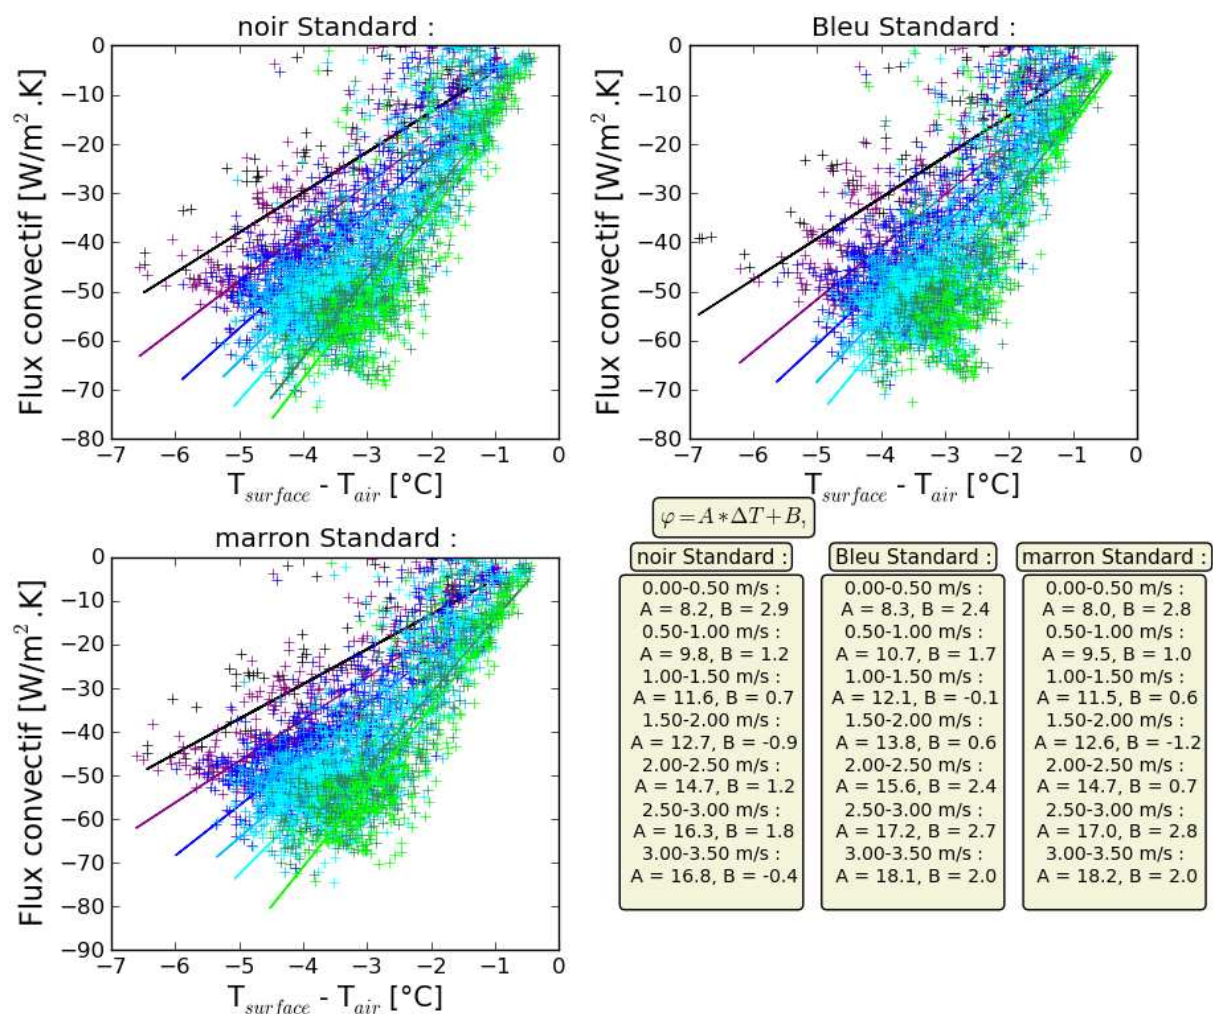 noir Standard :
0
−10
−20
−30
−40
−50
−60
−70
−80
Flux convectif [W/m² .K]
−7 −6 −5 −4 −3 −2 −1 0
T_surface - T_air [°C]
Bleu Standard :
0
−10
−20
−30
−40
−50
−60
−70
−80
Flux convectif [W/m² .K]
−7 −6 −5 −4 −3 −2 −1 0
T_surface - T_air [°C]
marron Standard :
0
−10
−20
−30
−40
−50
−60
−70
−80
−90
Flux convectif [W/m² .K]
−7 −6 −5 −4 −3 −2 −1 0
T_surface - T_air [°C]
φ = A ∗ ΔT + B,
noir Standard :
0.00-0.50 m/s :
A = 8.2, B = 2.9
0.50-1.00 m/s :
A = 9.8, B = 1.2
1.00-1.50 m/s :
A = 11.6, B = 0.7
1.50-2.00 m/s :
A = 12.7, B = -0.9
2.00-2.50 m/s :
A = 14.7, B = 1.2
2.50-3.00 m/s :
A = 16.3, B = 1.8
3.00-3.50 m/s :
A = 16.8, B = -0.4
Bleu Standard :
0.00-0.50 m/s :
A = 8.3, B = 2.4
0.50-1.00 m/s :
A = 10.7, B = 1.7
1.00-1.50 m/s :
A = 12.1, B = -0.1
1.50-2.00 m/s :
A = 13.8, B = 0.6
2.00-2.50 m/s :
A = 15.6, B = 2.4
2.50-3.00 m/s :
A = 17.2, B = 2.7
3.00-3.50 m/s :
A = 18.1, B = 2.0
marron Standard :
0.00-0.50 m/s :
A = 8.0, B = 2.8
0.50-1.00 m/s :
A = 9.5, B = 1.0
1.00-1.50 m/s :
A = 11.5, B = 0.6
1.50-2.00 m/s :
A = 12.6, B = -1.2
2.00-2.50 m/s :
A = 14.7, B = 0.7
2.50-3.00 m/s :
A = 17.0, B = 2.8
3.00-3.50 m/s :
A = 18.2, B = 2.0